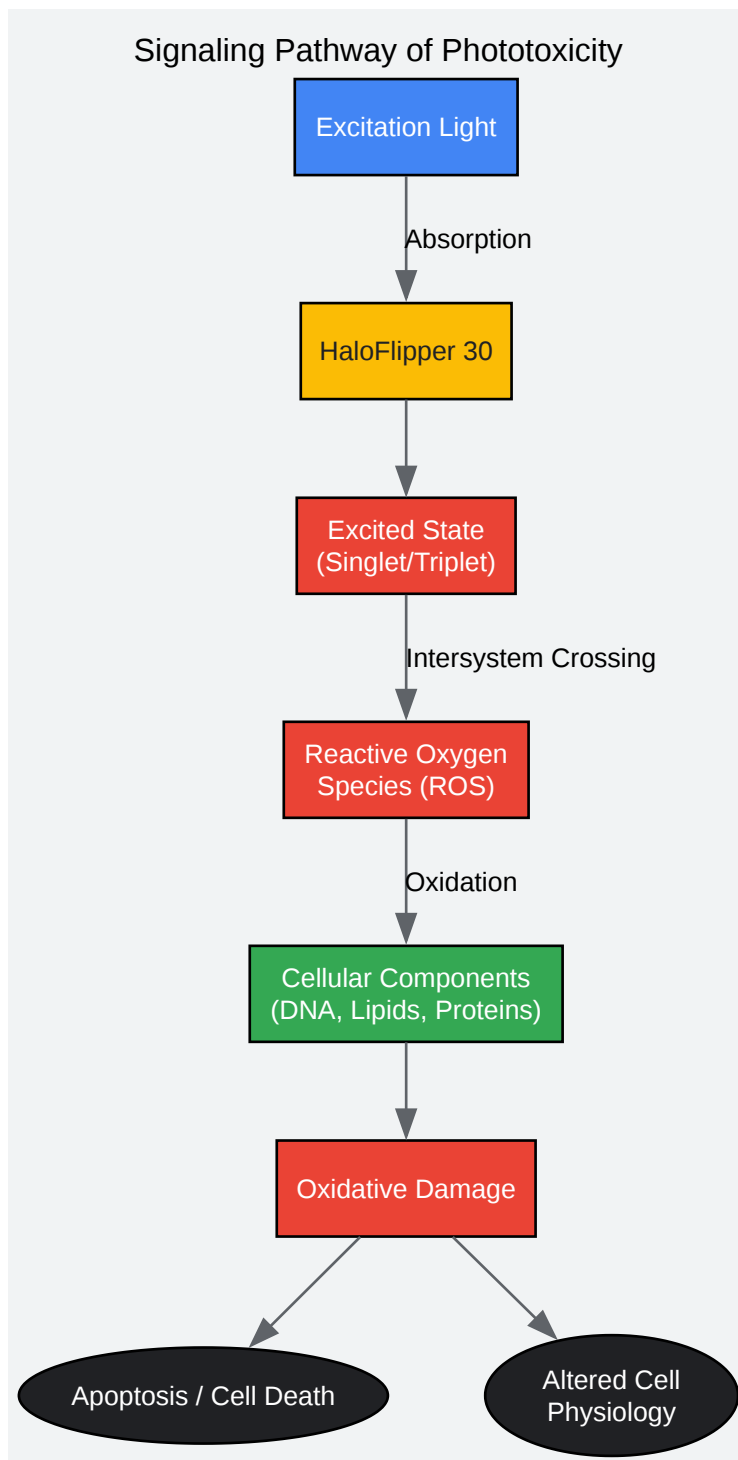 Signaling Pathway of Phototoxicity
Excitation Light
Absorption
HaloFlipper 30
Excited State
(Singlet/Triplet)
Intersystem Crossing
Reactive Oxygen
Species (ROS)
Oxidation
Cellular Components
(DNA, Lipids, Proteins)
Oxidative Damage
Apoptosis / Cell Death
Altered Cell
Physiology